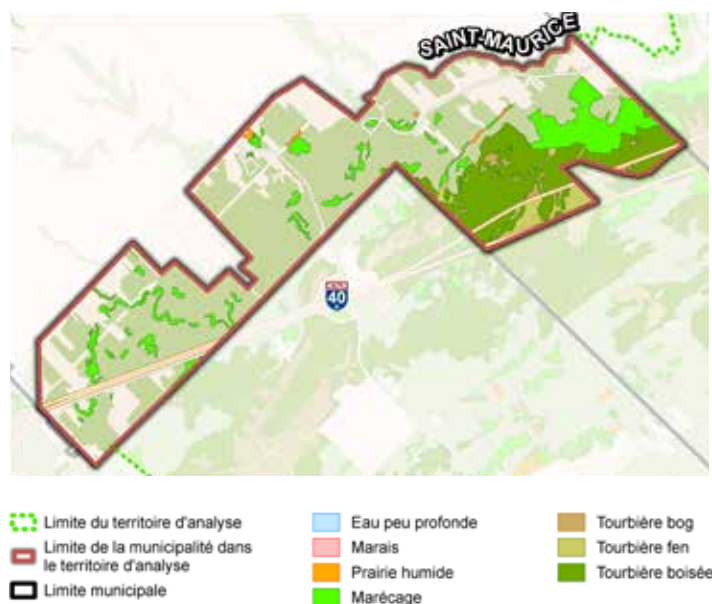 SAINT-MAURICE
40
Limite du territoire d'analyse
Limite de la municipalité dans
le territoire d'analyse
Limite municipale
Eau peu profonde
Marais
Prairie humide
Marécage
Tourbière bog
Tourbière fen
Tourbière boisée